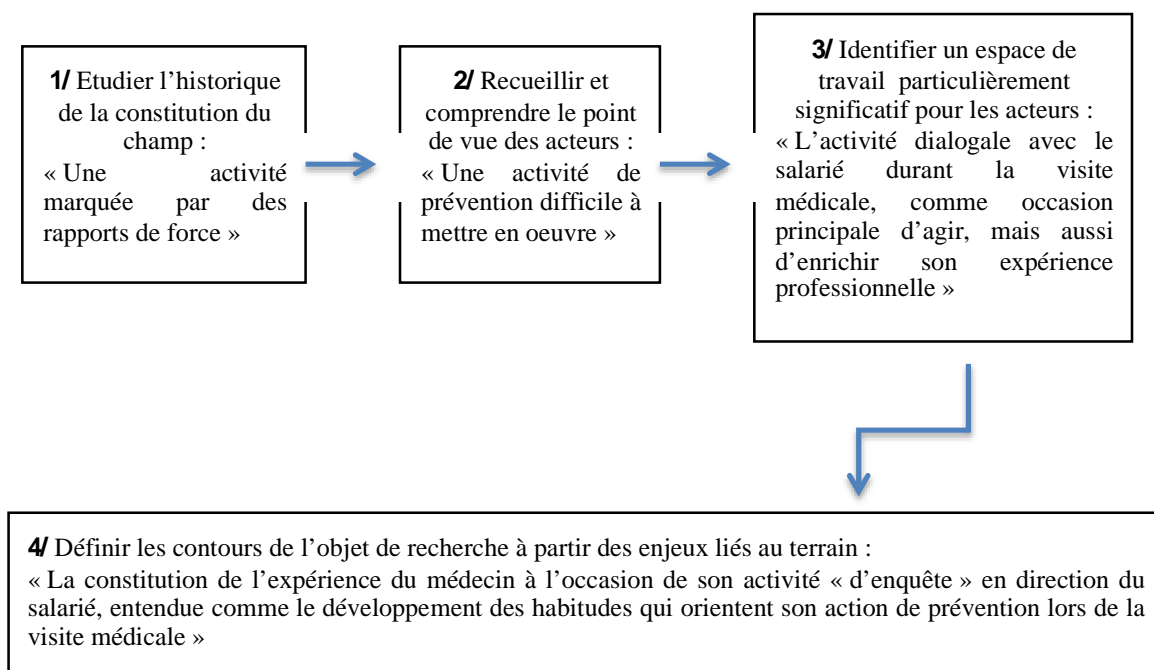 1/ Etudier l’historique
de la constitution du
champ :
« Une activité
marquée par des
rapports de force »
2/ Recueillir et
comprendre le point
de vue des acteurs :
« Une activité de
prévention difficile à
mettre en oeuvre »
3/ Identifier un espace de
travail particulièrement
significatif pour les acteurs :
« L’activité dialogale avec le
salarié durant la visite
médicale, comme occasion
principale d’agir, mais aussi
d’enrichir son expérience
professionnelle »
4/ Définir les contours de l’objet de recherche à partir des enjeux liés au terrain :
« La constitution de l’expérience du médecin à l’occasion de son activité « d’enquête » en direction du
salarié, entendue comme le développement des habitudes qui orientent son action de prévention lors de la
visite médicale »